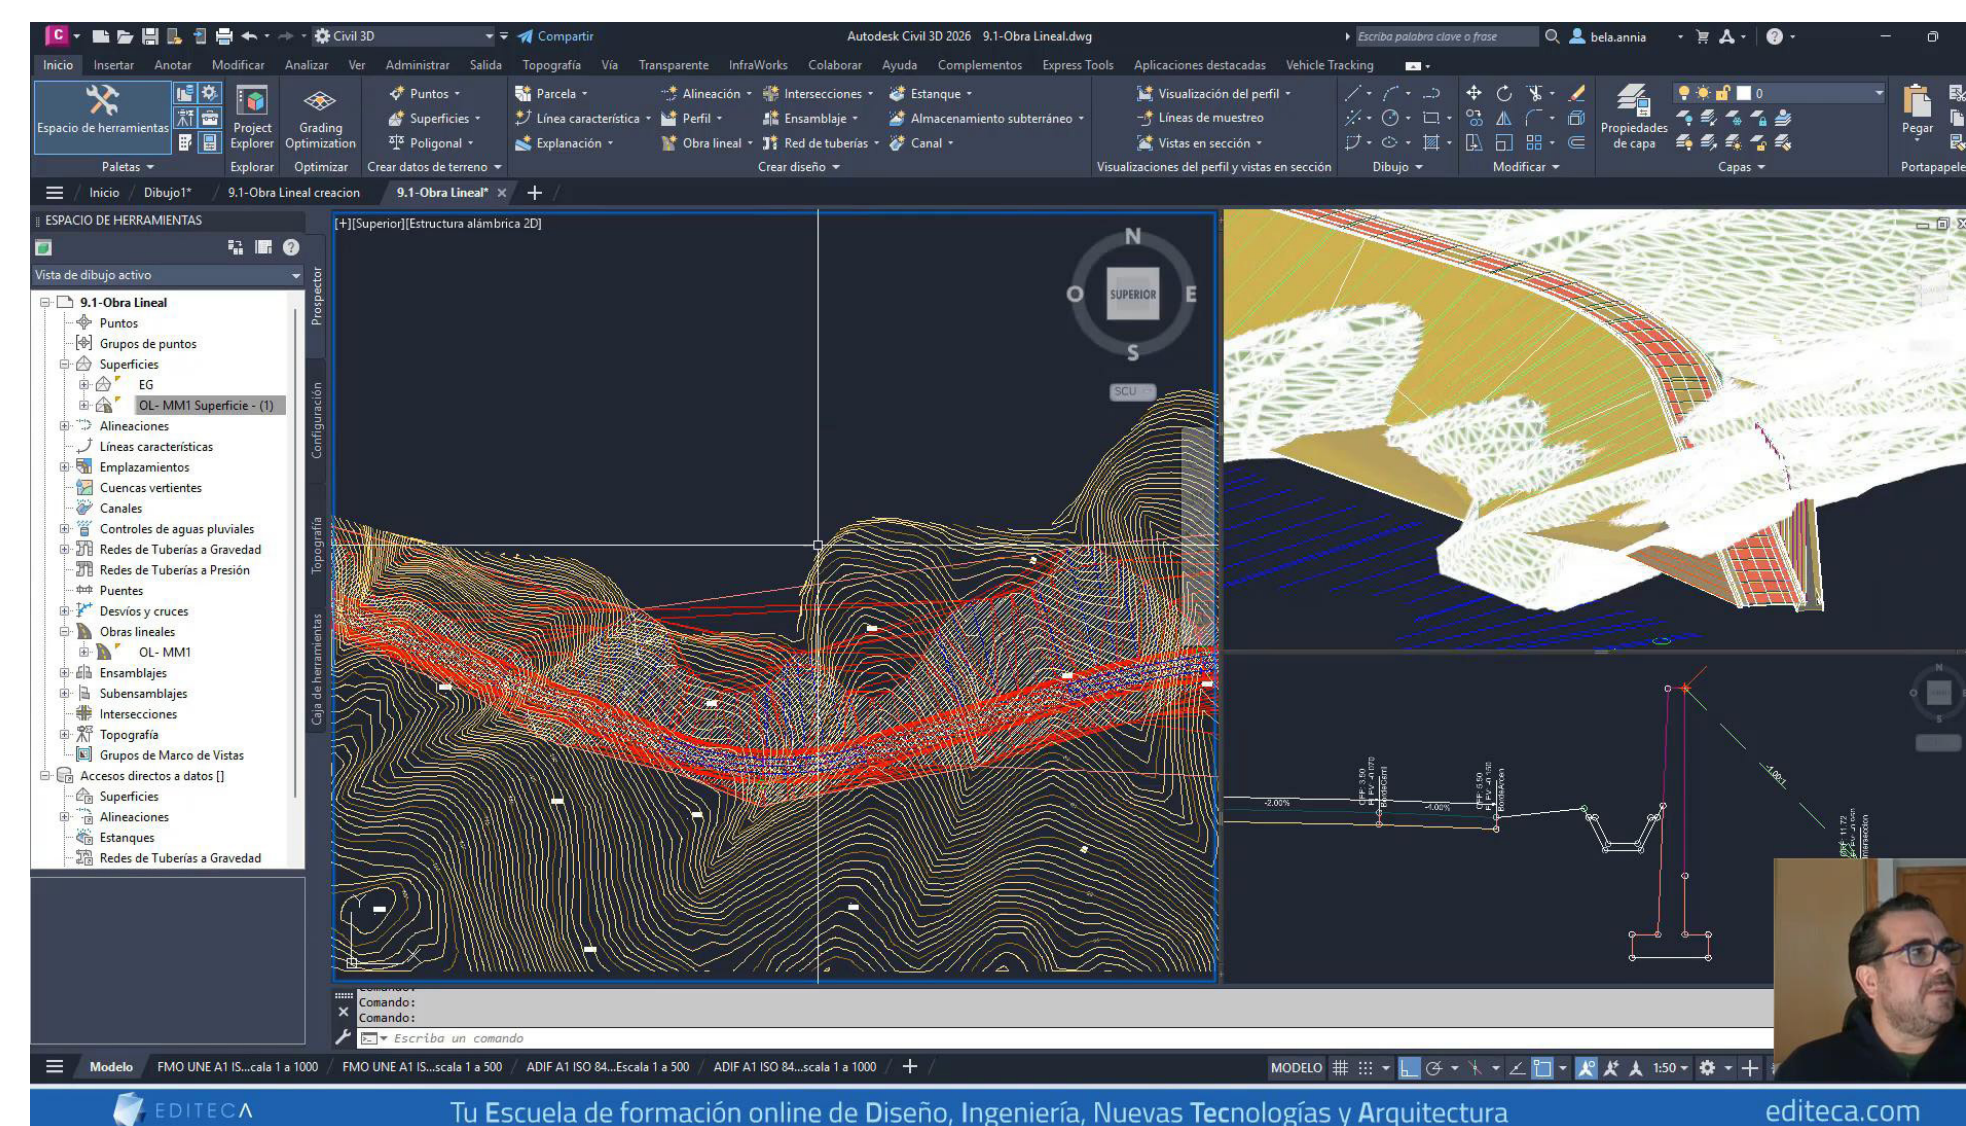 Civil 3D
Compartir
Autodesk Civil 3D 2026 9.1-Obra Lineal.dwg
Escriba palabra clave o frase
bela.annia
Inicio Insertar Anotar Modificar Analizar Ver Administrar Salida Topografía Vía Transparente InfraWorks Colaborar Ayuda Complementos Express Tools Aplicaciones destacadas Vehicle Tracking
Puntos Parcela Alineación Intersecciones Estanque Visualización del perfil 0
Superficies Línea característica Perfil Ensamblaje Almacenamiento subterráneo Líneas de muestreo
Espacio de herramientas Project Explorer Grading Optimization Propiedades de capa Pegar
Poligonal Explanación Obra lineal Red de tuberías Canal Vistas en sección
Paletas Explorar Optimizar Crear datos de terreno Crear diseño Visualizaciones del perfil y vistas en sección Dibujo Modificar Capas Portapapele
Inicio Dibujo1* 9.1-Obra Lineal creacion 9.1-Obra Lineal*
ESPACIO DE HERRAMIENTAS
Vista de dibujo activo
9.1-Obra Lineal
Puntos
Grupos de puntos
Superficies
EG
OL- MM1 Superficie - (1)
Alineaciones
Líneas características
Emplazamientos
Cuencas vertientes
Canales
Controles de aguas pluviales
Redes de Tuberías a Gravedad
Redes de Tuberías a Presión
Puentes
Desvíos y cruces
Obras lineales
OL- MM1
Ensamblajes
Subensamblajes
Intersecciones
Topografía
Grupos de Marco de Vistas
Accesos directos a datos []
Superficies
Alineaciones
Estanques
Redes de Tuberías a Gravedad
Prospector
Configuración
Topografía
Caja de herramientas
[+][Superior][Estructura alámbrica 2D]
N
O SUPERIOR E
S
SCU
-2.00%
-4.00%
-1.00:1
Comando:
Comando:
Escriba un comando
Modelo FMO UNE A1 IS...cala 1 a 1000 FMO UNE A1 IS...scala 1 a 500 ADIF A1 ISO 84...Escala 1 a 500 ADIF A1 ISO 84...scala 1 a 1000
MODELO 1:50
EDITECA
Tu Escuela de formación online de Diseño, Ingeniería, Nuevas Tecnologías y Arquitectura
editeca.com